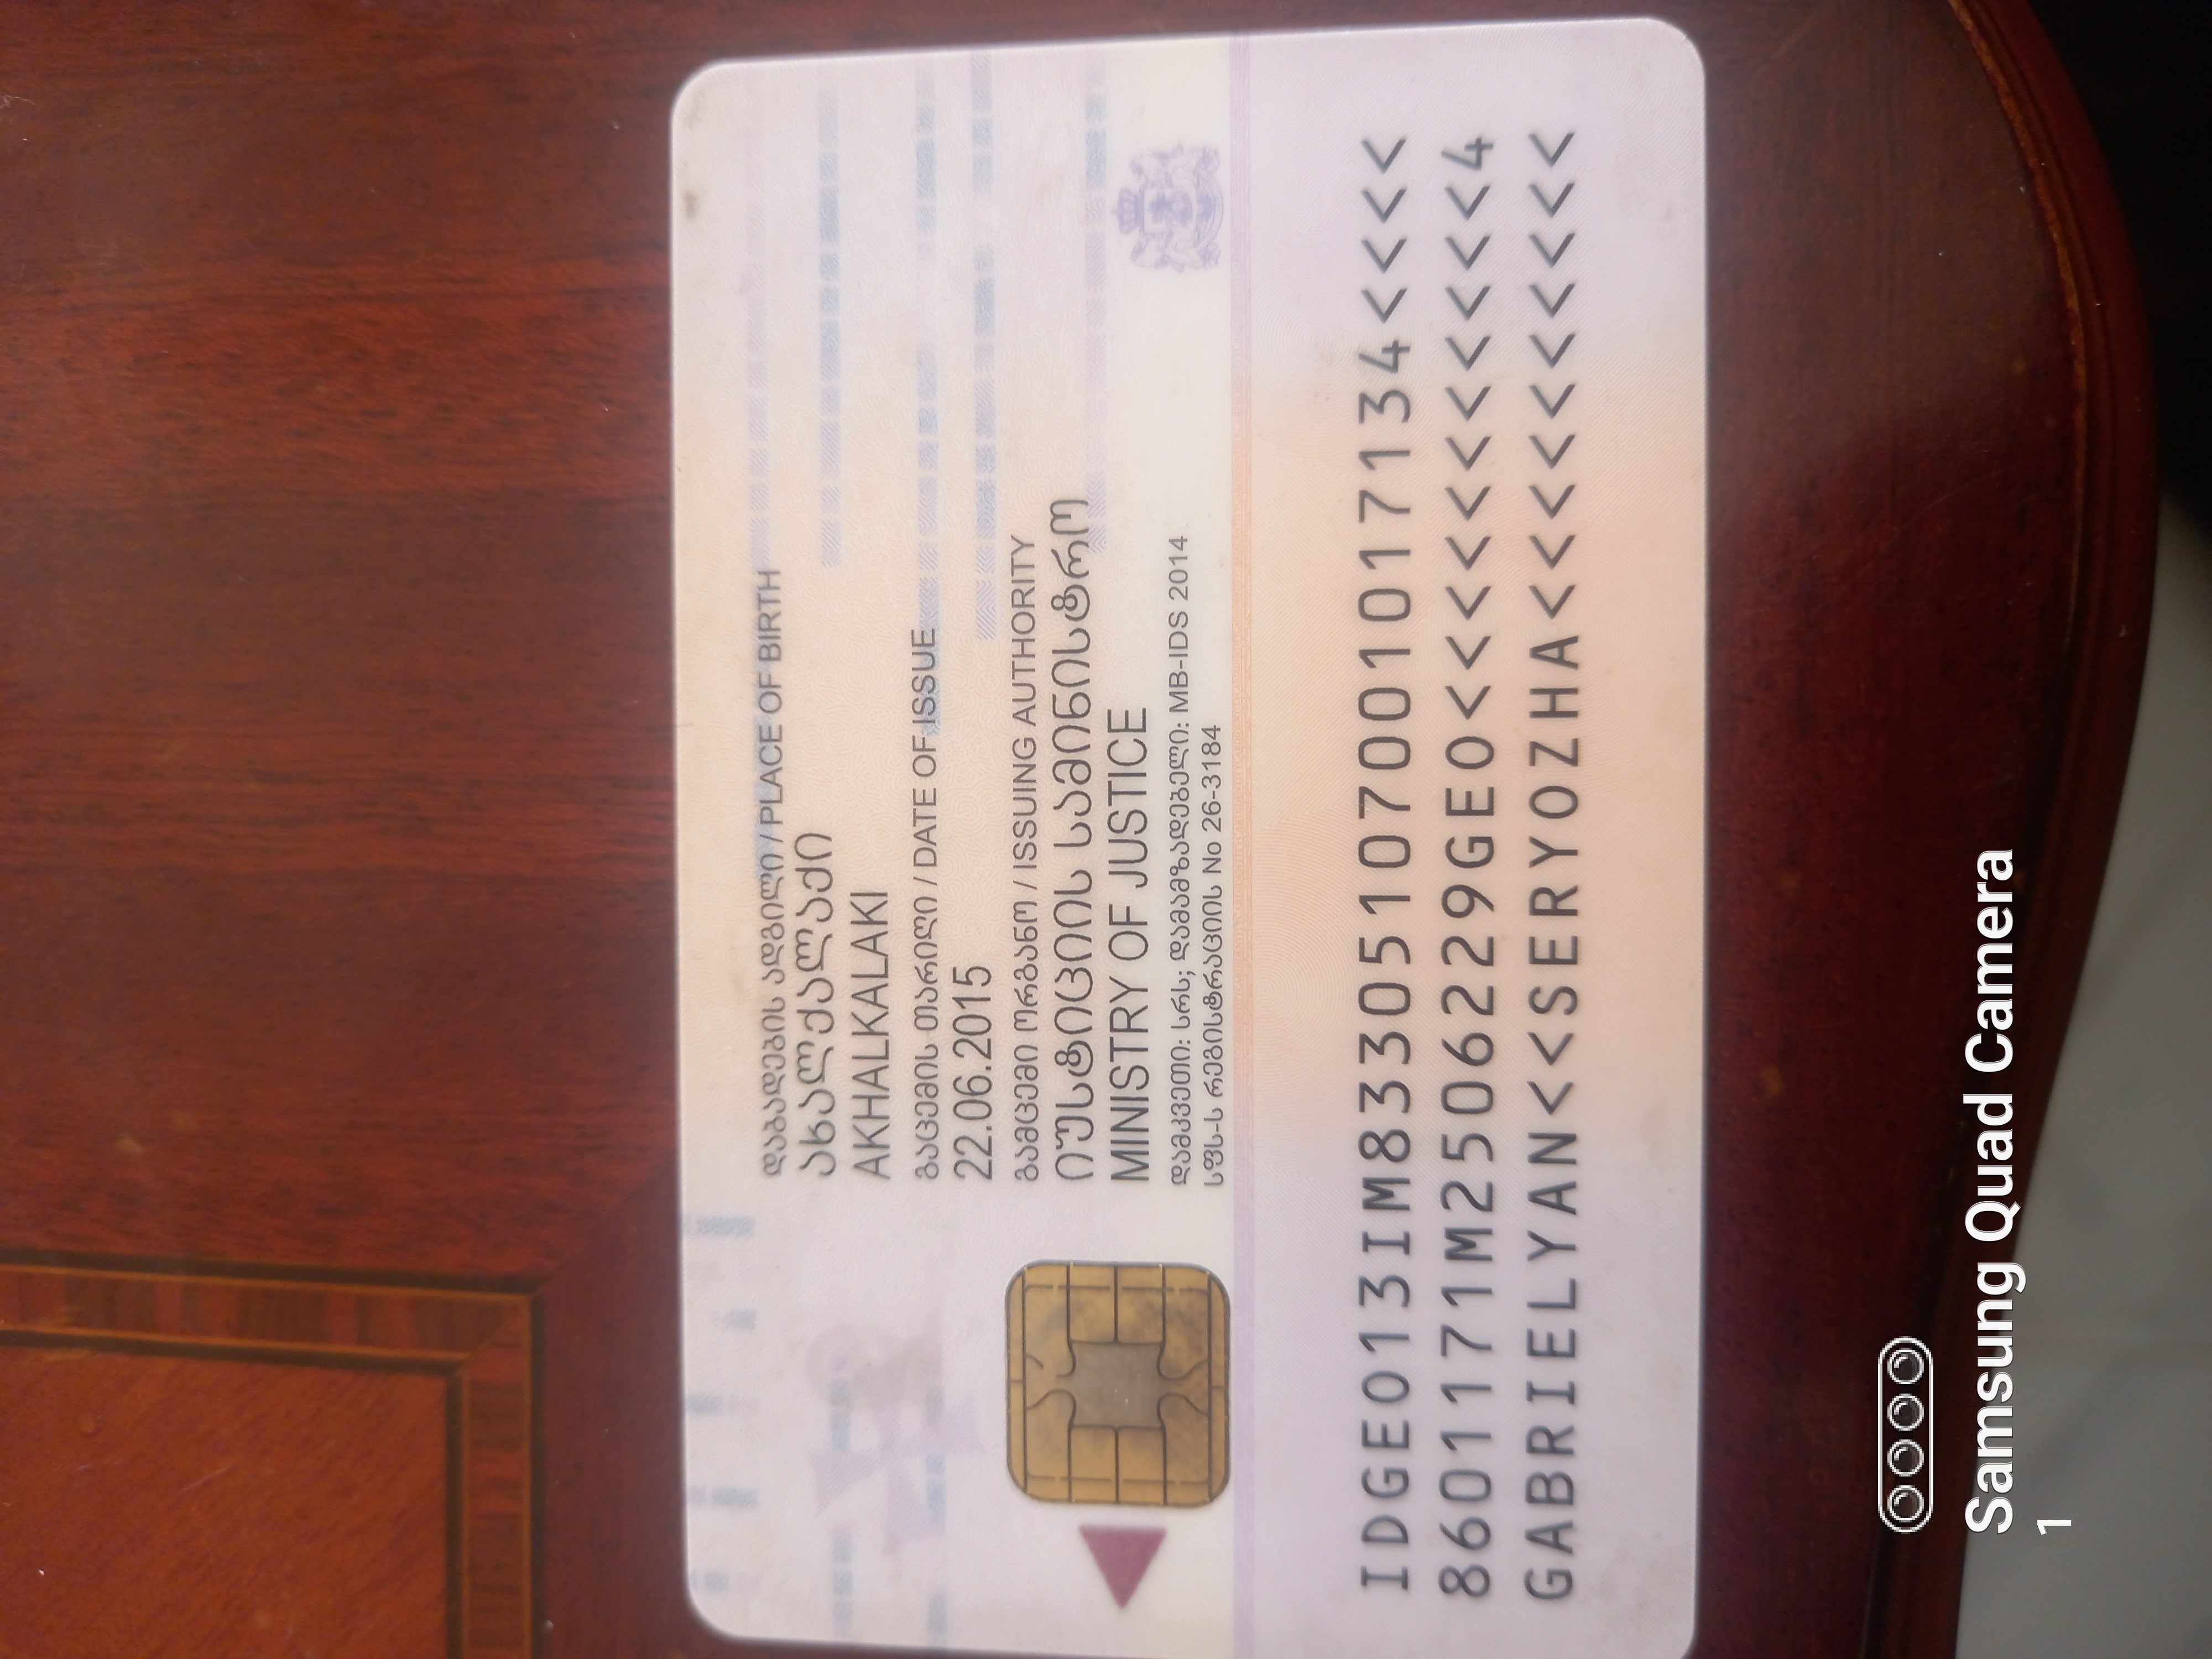 დაბადების ადგილი / PLACE OF BIRTH
ახალქალაქი
AKHALKALAKI
გაცემის თარიღი / DATE OF ISSUE
22.06.2015
გამცემი ორგანო / ISSUING AUTHORITY
იუსტიციის სამინისტრო
MINISTRY OF JUSTICE
დამკვეთი: სრს; დამამზადებელი: MB-IDS 2014
სფს-ს რეგისტრაციის No 26-3184
IDGEO13IM83305107001017134<<<<
8601171M2506229GEO<<<<<<<<<<<4
GABRIELYAN<<SERYOZHA<<<<<<<<<<
Samsung Quad Camera
1